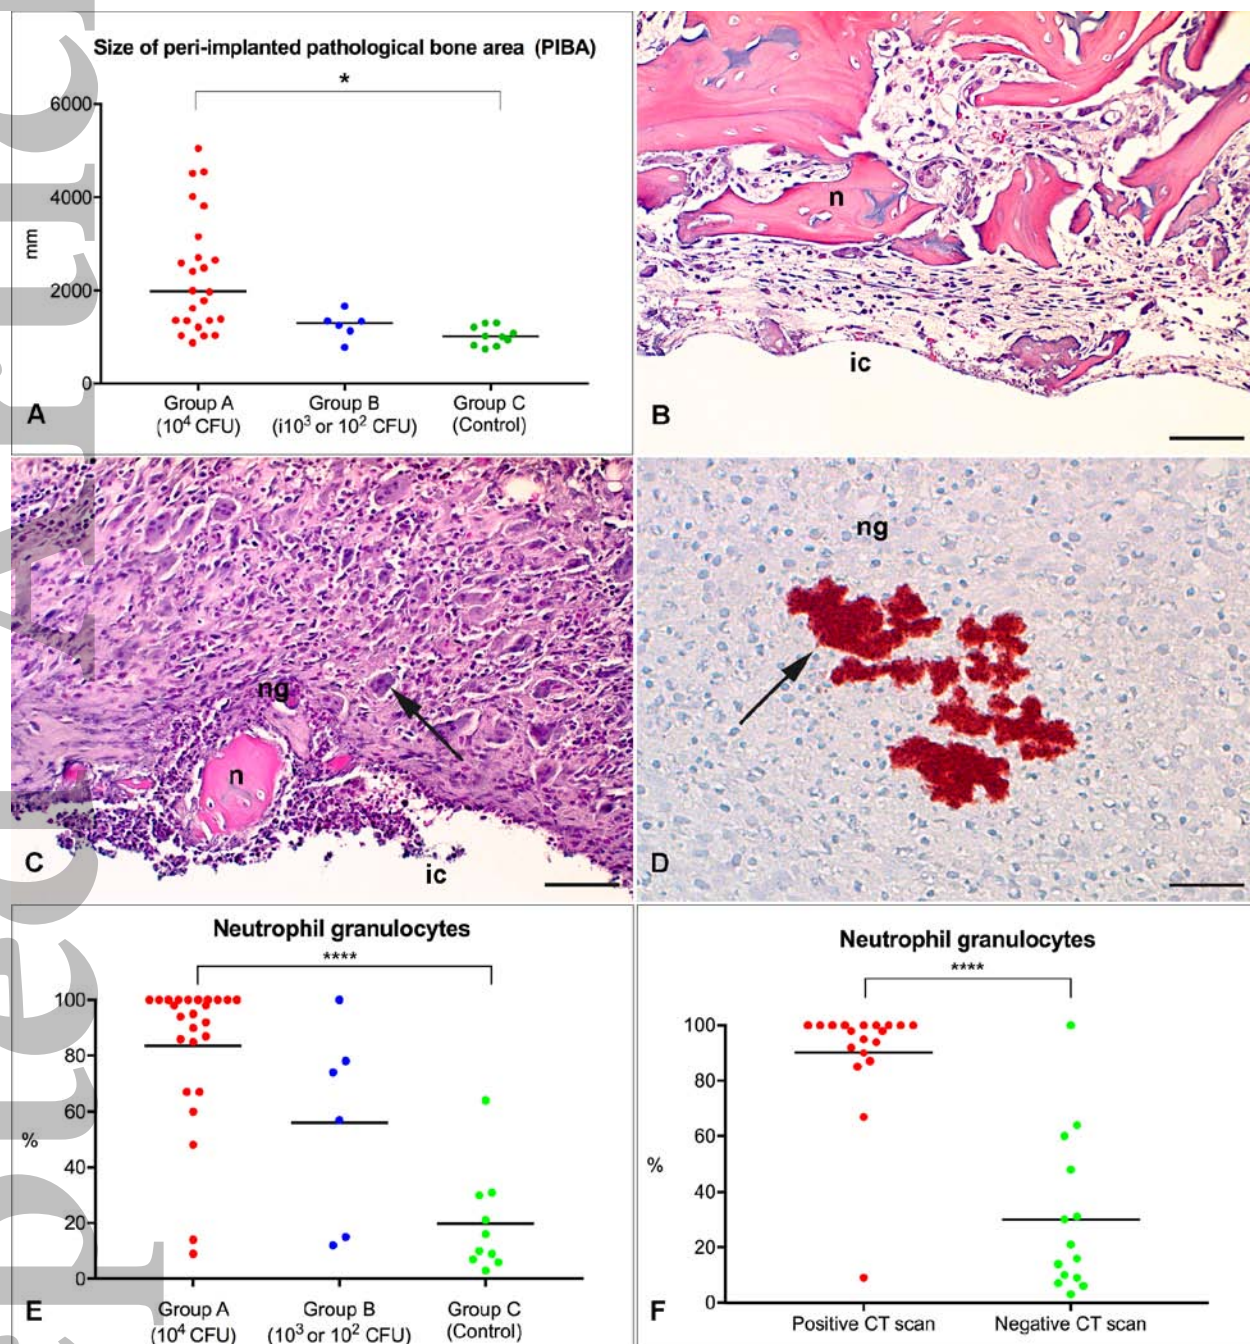 Size of peri-implanted pathological bone area (PIBA)
*
6000
4000
mm
2000
0
Group A
(10⁴ CFU)
Group B
(i10³ or 10² CFU)
Group C
(Control)
A
n
ic
B
ng
n
ic
C
ng
D
Neutrophil granulocytes
****
100
80
60
%
40
20
0
Group A
(10⁴ CFU)
Group B
(10³ or 10² CFU)
Group C
(Control)
E
Neutrophil granulocytes
****
100
80
60
%
40
20
0
Positive CT scan
Negative CT scan
F